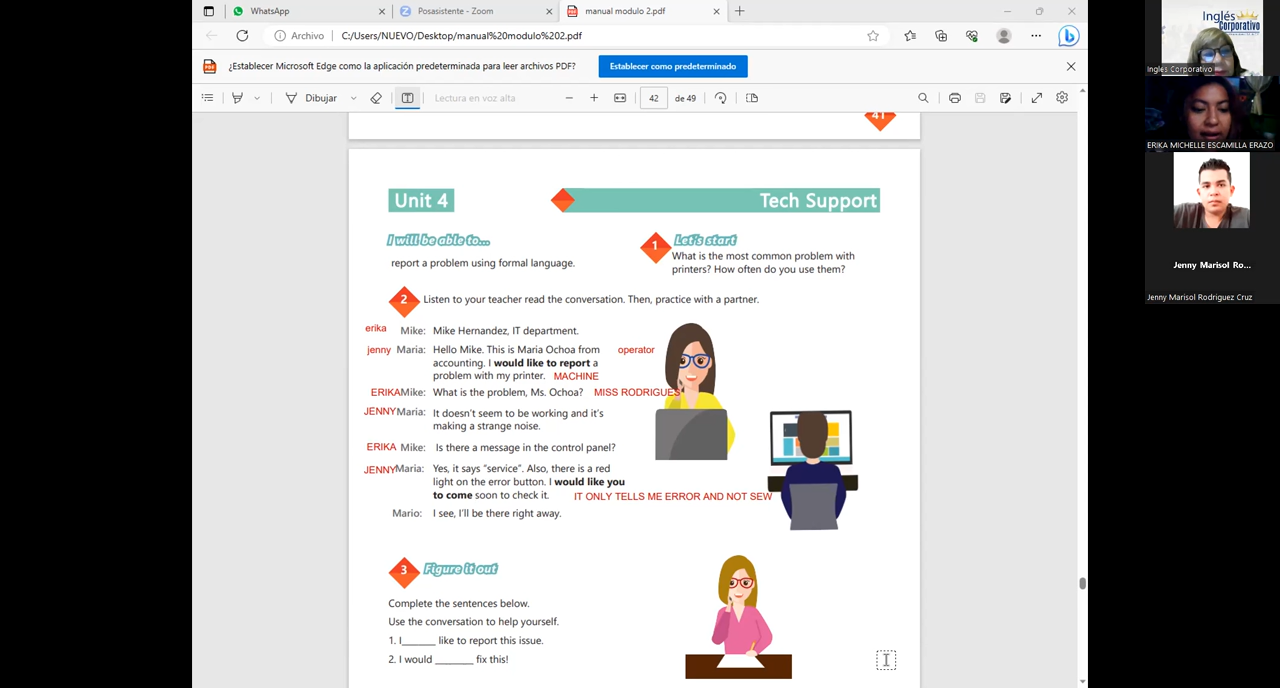 WhatsApp
Posasistente - Zoom
manual modulo 2.pdf
Archivo
C:/Users/NUEVO/Desktop/manual%20modulo%202.pdf
¿Establecer Microsoft Edge como la aplicación predeterminada para leer archivos PDF?
Establecer como predeterminado
Dibujar
Lectura en voz alta
42
de 49
41
Unit 4
Tech Support
I will be able to...
report a problem using formal language.
1
Let's start
What is the most common problem with
printers? How often do you use them?
2
Listen to your teacher read the conversation. Then, practice with a partner.
erika Mike: Mike Hernandez, IT department.
jenny Maria: Hello Mike. This is Maria Ochoa from operator
accounting. I would like to report a
problem with my printer. MACHINE
ERIKA Mike: What is the problem, Ms. Ochoa? MISS RODRIGUES
JENNY Maria: It doesn't seem to be working and it's
making a strange noise.
ERIKA Mike: Is there a message in the control panel?
JENNY Maria: Yes, it says "service". Also, there is a red
light on the error button. I would like you
to come soon to check it. IT ONLY TELLS ME ERROR AND NOT SEW
Mario: I see, I'll be there right away.
3
Figure it out
Complete the sentences below.
Use the conversation to help yourself.
1. I______ like to report this issue.
2. I would _______ fix this!
Inglés
Corporativo
Inglés Corporativo
ERIKA MICHELLE ESCAMILLA ERAZO
Jenny Marisol Ro...
Jenny Marisol Rodriguez Cruz